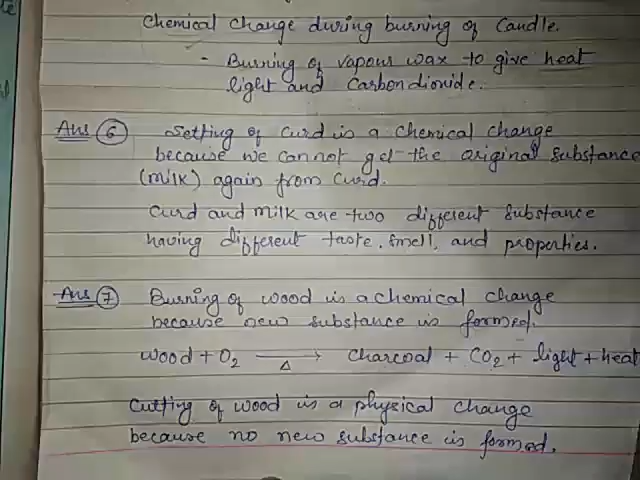 Chemical change during burning of Candle.
- Burning of vapour wax to give heat
light and Carbondionide.
Ans 6 Setting of Curd is a chemical change
because we cannot get the original substance
(Milk) again from Curd.
Curd and Milk are two different substance
having different taste, smell, and properties.
Ans 7 Burning of wood is a chemical change
because new substance is formed.
wood + O2 ⟶ Charcoal + CO2 + light + heat
Δ
Cutting of wood is a physical change
because no new substance is formed.